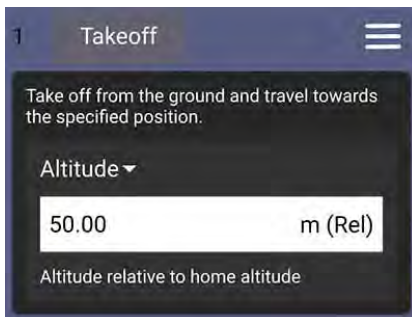 1 Takeoff
Take off from the ground and travel towards
the specified position.
Altitude
50.00 m (Rel)
Altitude relative to home altitude